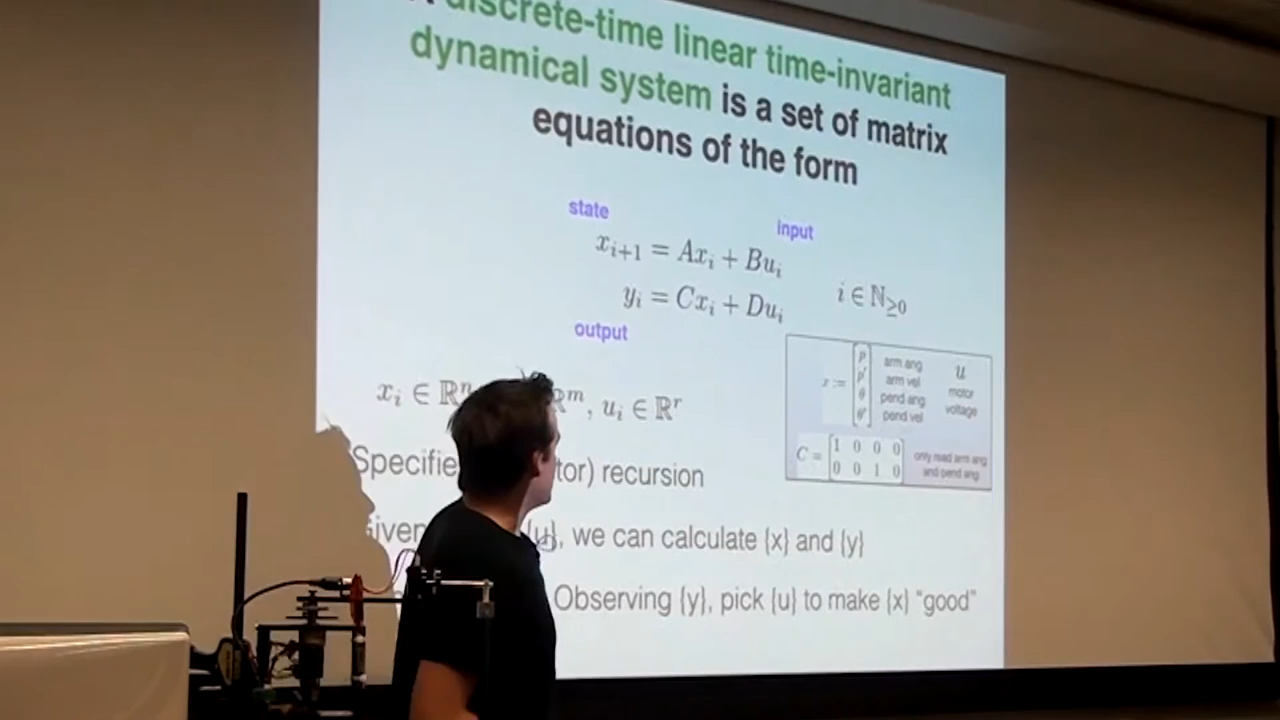 discrete-time linear time-invariant
dynamical system is a set of matrix
equations of the form
state
input
x_{i+1} = Ax_i + Bu_i
y_i = Cx_i + Du_i
i ∈ ℕ_{≥0}
output
x_i ∈ ℝ^n ℝ^m, u_i ∈ ℝ^r
x := [p p' θ θ']
arm ang
arm vel
pend ang
pend vel
u
motor
voltage
C = [1 0 0 0
0 0 1 0]
only read arm ang
and pend ang
Specifie tor) recursion
Given {u}, we can calculate {x} and {y}
Observing {y}, pick {u} to make {x} “good”